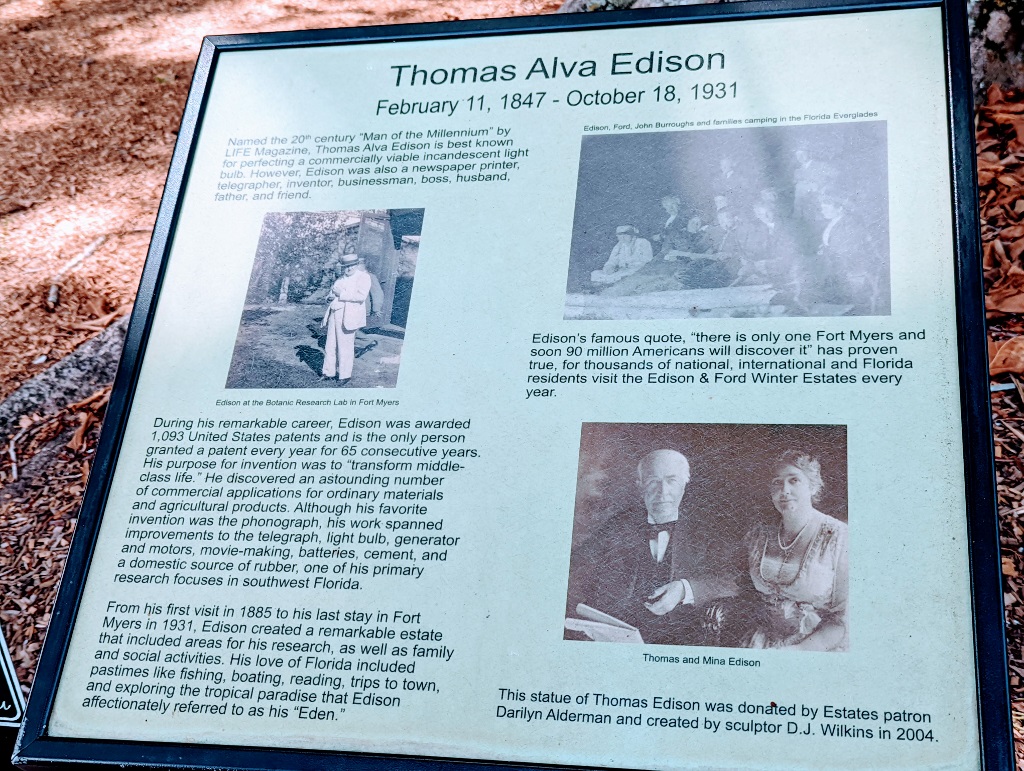 Thomas Alva Edison
February 11, 1847 - October 18, 1931
Named the 20th century "Man of the Millennium" by
LIFE Magazine, Thomas Alva Edison is best known
for perfecting a commercially viable incandescent light
bulb. However, Edison was also a newspaper printer,
telegrapher, inventor, businessman, boss, husband,
father, and friend.
Edison at the Botanic Research Lab in Fort Myers
During his remarkable career, Edison was awarded
1,093 United States patents and is the only person
granted a patent every year for 65 consecutive years.
His purpose for invention was to "transform middle-
class life." He discovered an astounding number
of commercial applications for ordinary materials
and agricultural products. Although his favorite
invention was the phonograph, his work spanned
improvements to the telegraph, light bulb, generator
and motors, movie-making, batteries, cement, and
a domestic source of rubber, one of his primary
research focuses in southwest Florida.
From his first visit in 1885 to his last stay in Fort
Myers in 1931, Edison created a remarkable estate
that included areas for his research, as well as family
and social activities. His love of Florida included
pastimes like fishing, boating, reading, trips to town,
and exploring the tropical paradise that Edison
affectionately referred to as his "Eden."
Edison, Ford, John Burroughs and families camping in the Florida Everglades
Edison's famous quote, "there is only one Fort Myers and
soon 90 million Americans will discover it" has proven
true, for thousands of national, international and Florida
residents visit the Edison & Ford Winter Estates every
year.
Thomas and Mina Edison
This statue of Thomas Edison was donated by Estates patron
Darilyn Alderman and created by sculptor D.J. Wilkins in 2004.